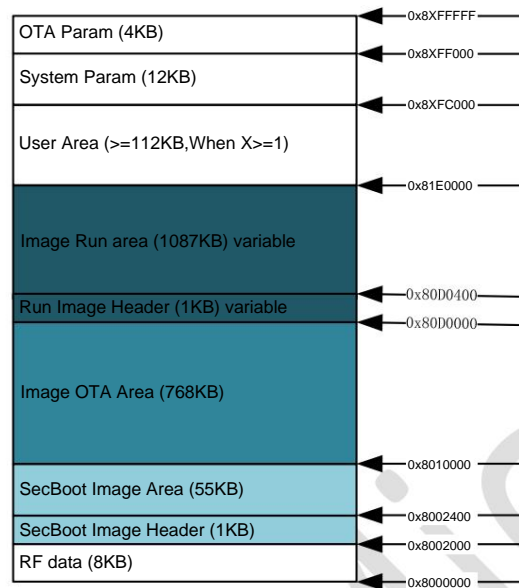 0x8XFFFFF
OTA Param (4KB)
0x8XFF000
System Param (12KB)
0x8XFC000
User Area (>=112KB,When X>=1)
0x81E0000
Image Run area (1087KB) variable
0x80D0400
Run Image Header (1KB) variable
0x80D0000
Image OTA Area (768KB)
0x8010000
SecBoot Image Area (55KB)
0x8002400
SecBoot Image Header (1KB)
0x8002000
RF data (8KB)
0x8000000